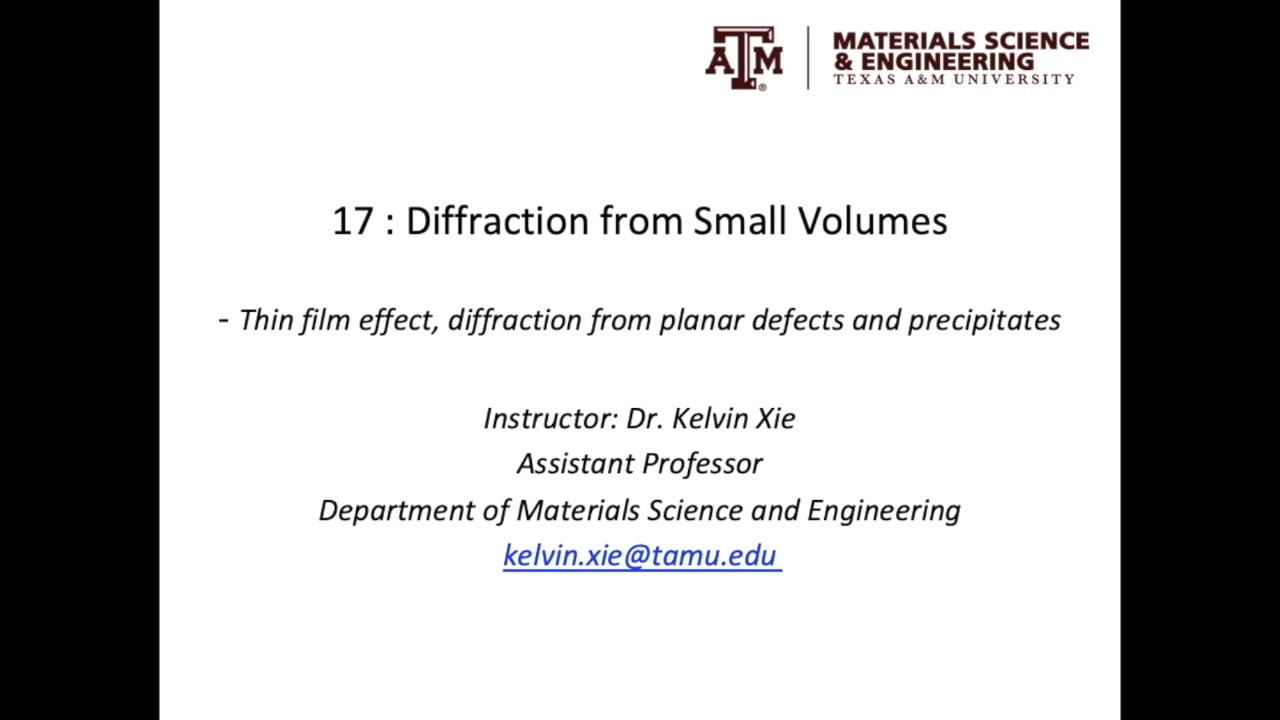 ATM
MATERIALS SCIENCE
& ENGINEERING
TEXAS A&M UNIVERSITY
17 : Diffraction from Small Volumes
- Thin film effect, diffraction from planar defects and precipitates
Instructor: Dr. Kelvin Xie
Assistant Professor
Department of Materials Science and Engineering
kelvin.xie@tamu.edu